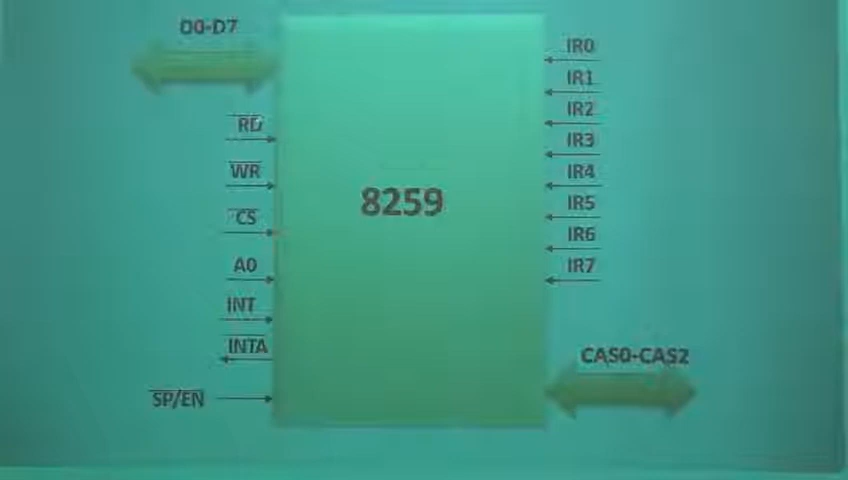 D0-D7
RD
WR
CS
A0
INT
INTA
SP/EN
8259
IR0
IR1
IR2
IR3
IR4
IR5
IR6
IR7
CAS0-CAS2